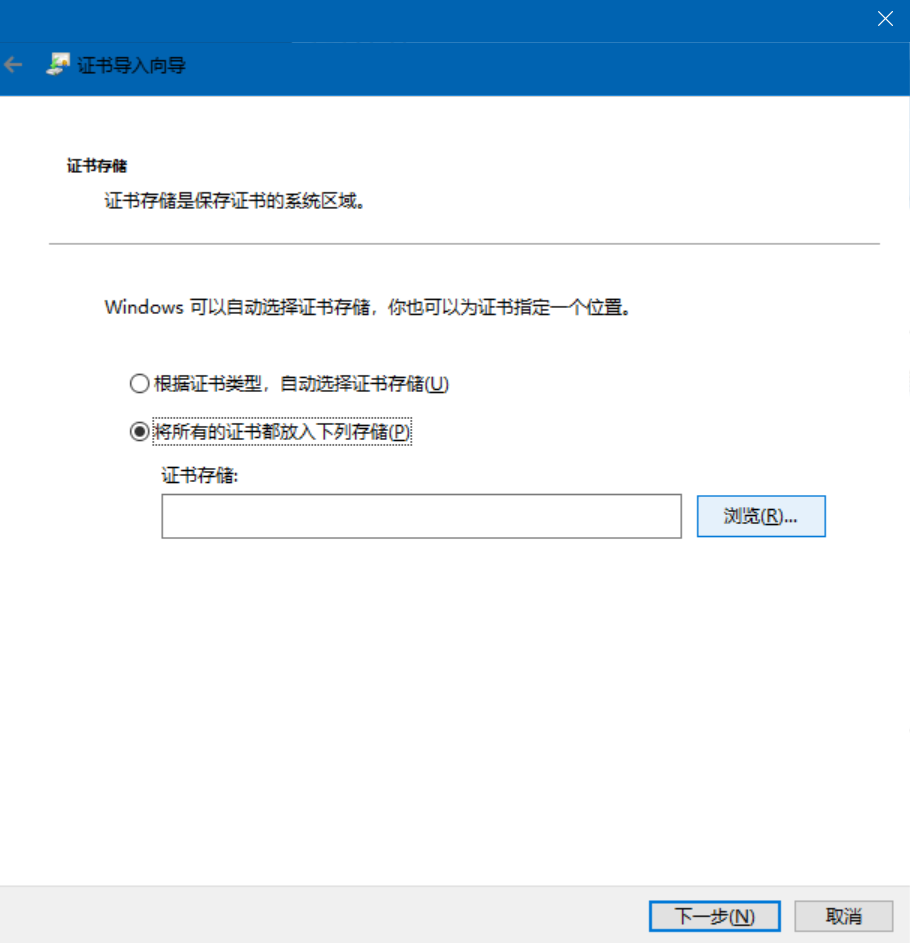 证书导入向导
证书存储
证书存储是保存证书的系统区域。
Windows 可以自动选择证书存储，你也可以为证书指定一个位置。
根据证书类型，自动选择证书存储(U)
将所有的证书都放入下列存储(P)
证书存储:
浏览(R)...
下一步(N)
取消